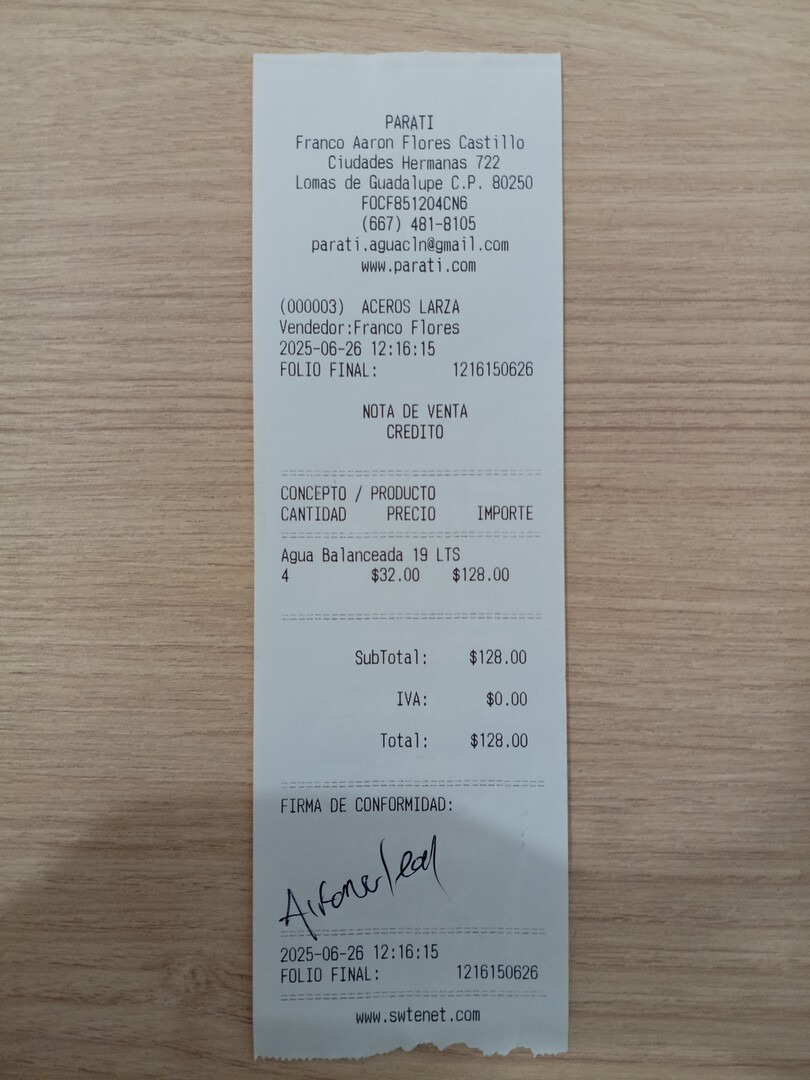 PARATI
Franco Aaron Flores Castillo
Ciudades Hermanas 722
Lomas de Guadalupe C.P. 80250
FOCF851204CN6
(667) 481-8105
parati.aguacln@gmail.com
www.parati.com
(000003) ACEROS LARZA
Vendedor:Franco Flores
2025-06-26 12:16:15
FOLIO FINAL: 1216150626
NOTA DE VENTA
CREDITO
CONCEPTO / PRODUCTO
CANTIDAD PRECIO IMPORTE
Agua Balanceada 19 LTS
4 $32.00 $128.00
SubTotal: $128.00
IVA: $0.00
Total: $128.00
FIRMA DE CONFORMIDAD:
2025-06-26 12:16:15
FOLIO FINAL: 1216150626
www.swtenet.com